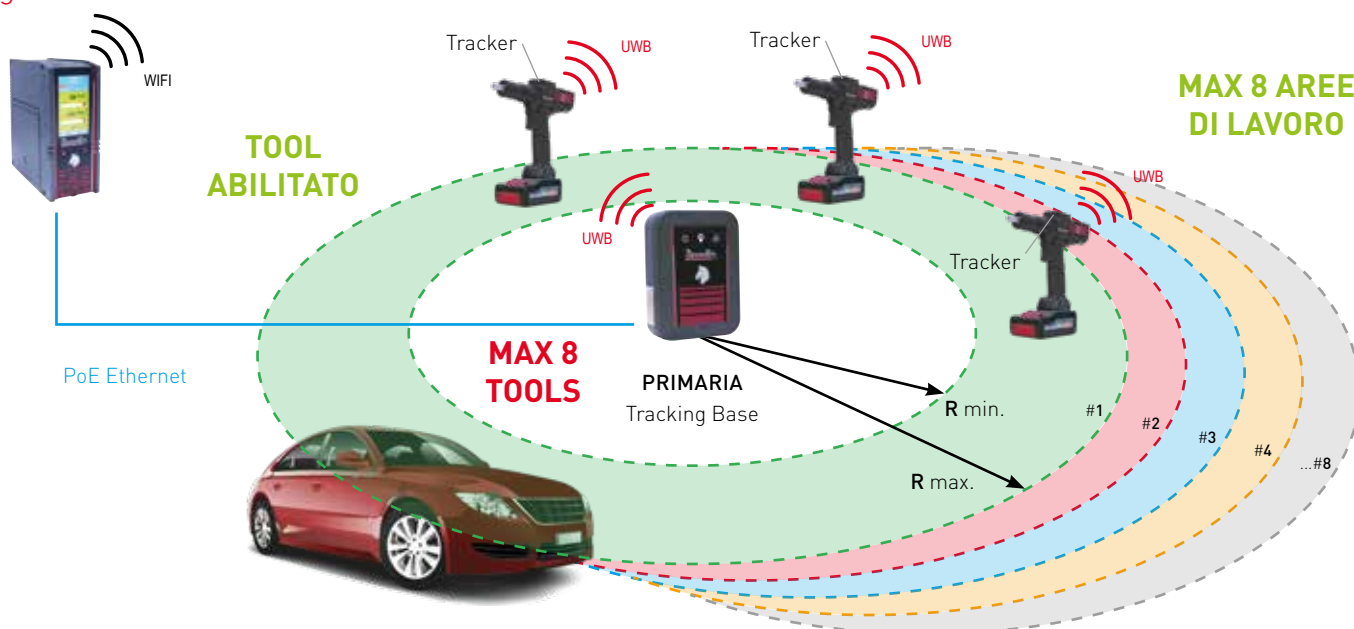 WIFI
Tracker
UWB
Tracker
UWB
MAX 8 AREE
DI LAVORO
TOOL
ABILITATO
UWB
UWB
Tracker
PoE Ethernet
MAX 8
TOOLS
PRIMARIA
Tracking Base
R min.
R max.
#1
#2
#3
#4
...#8